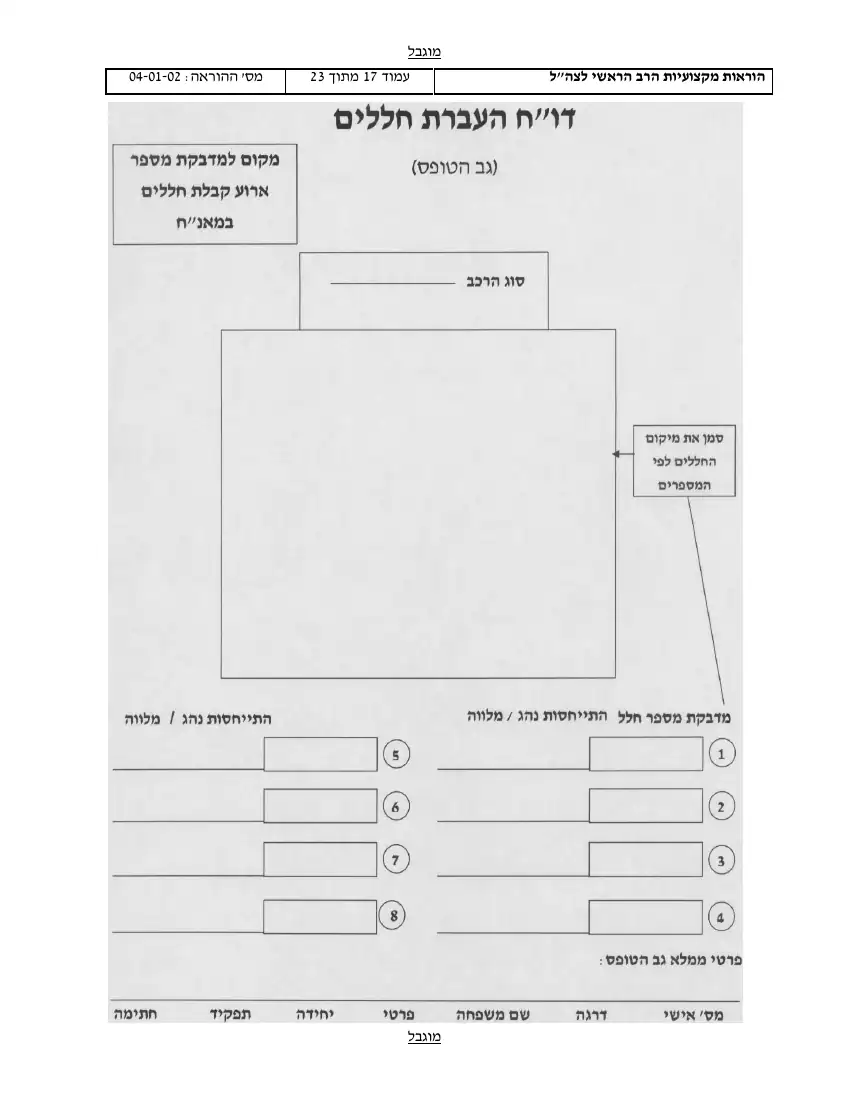 מוגבל
הוראות מקצועיות הרב הראשי לצה"ל עמוד 17 מתוך 23 מס' ההוראה: 04-01-02
דו"ח העברת חללים
(גב הטופס)
מקום למדבקת מספר
ארוע קבלת חללים
במאנ"ח
סוג הרכב
סמן את מיקום
החללים לפי
המספרים
מדבקת מספר חלל התייחסות נהג / מלווה התייחסות נהג / מלווה
1 5
2 6
3 7
4 8
פרטי ממלא גב הטופס:
מס' אישי דרגה שם משפחה פרטי יחידה תפקיד חתימה
מוגבל